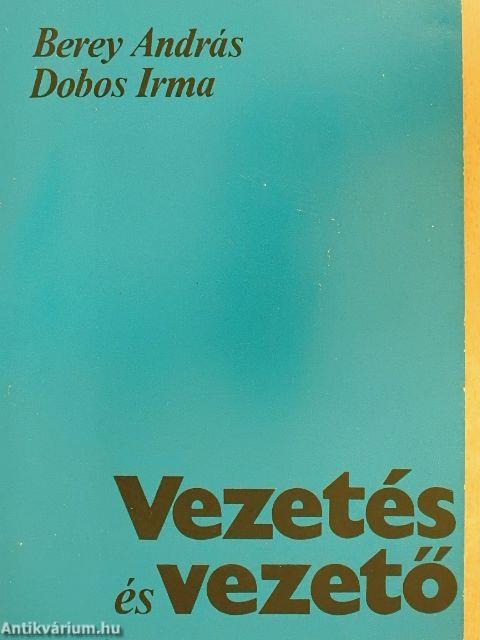 Berey András
Dobos Irma
Vezetés
és vezető
Antikvárium.hu